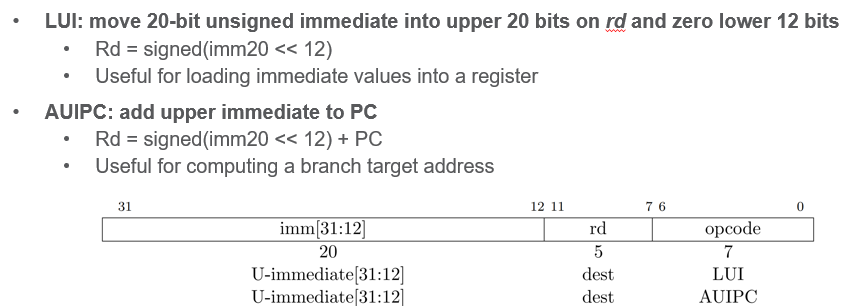 • LUI: move 20-bit unsigned immediate into upper 20 bits on rd and zero lower 12 bits
• Rd = signed(imm20 << 12)
• Useful for loading immediate values into a register
• AUIPC: add upper immediate to PC
• Rd = signed(imm20 << 12) + PC
• Useful for computing a branch target address
31 12 11 7 6 0
imm[31:12] rd opcode
20 5 7
U-immediate[31:12] dest LUI
U-immediate[31:12] dest AUIPC